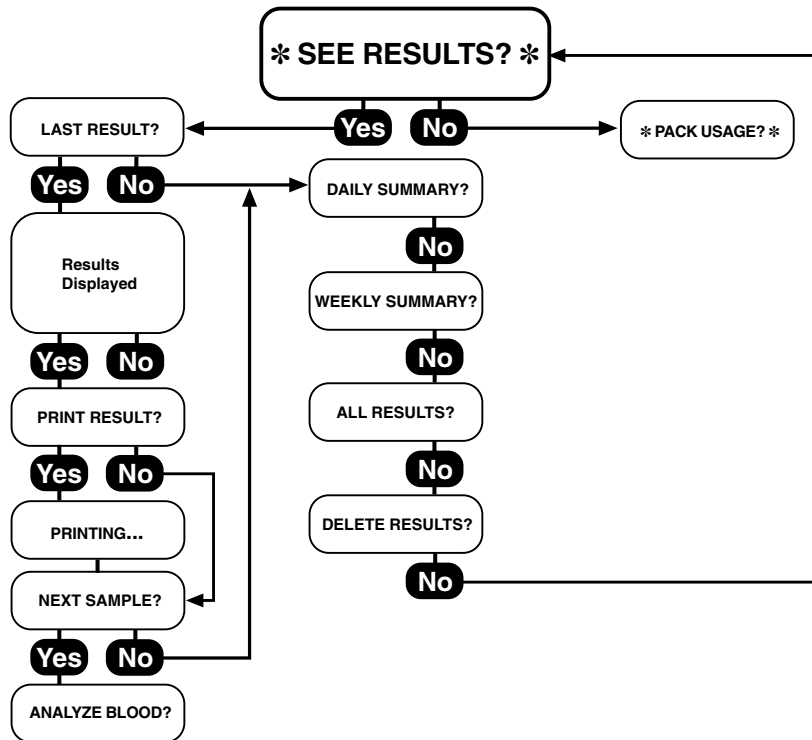 ✽ SEE RESULTS? ✽
Yes
No
LAST RESULT?
✽ PACK USAGE? ✽
Yes
No
DAILY SUMMARY?
No
Results
Displayed
WEEKLY SUMMARY?
Yes
No
No
PRINT RESULT?
ALL RESULTS?
Yes
No
No
PRINTING...
DELETE RESULTS?
No
NEXT SAMPLE?
Yes
No
ANALYZE BLOOD?